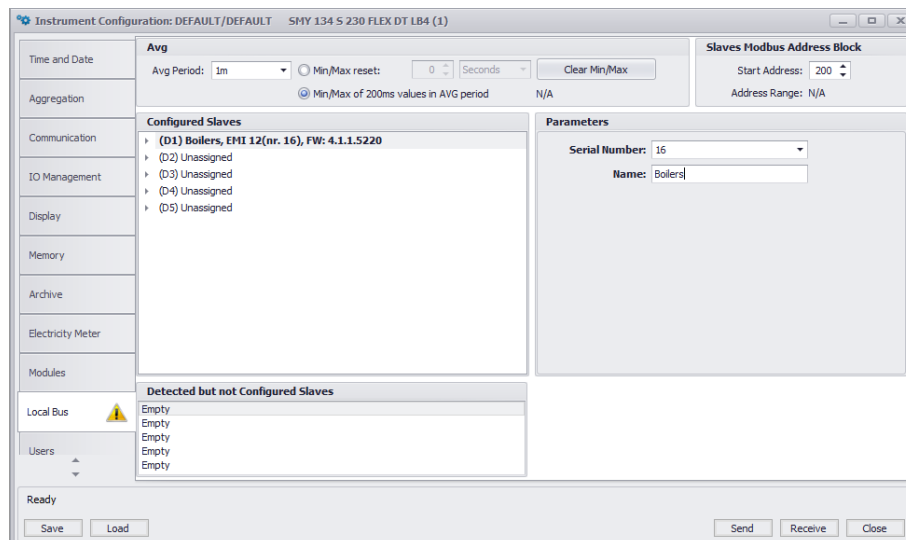 Instrument Configuration: DEFAULT/DEFAULT SMY 134 S 230 FLEX DT LB4 (1)
Time and Date
Aggregation
Communication
IO Management
Display
Memory
Archive
Electricity Meter
Modules
Local Bus
Users
Avg
Avg Period: 1m
Min/Max reset: 0 Seconds Clear Min/Max
Min/Max of 200ms values in AVG period N/A
Slaves Modbus Address Block
Start Address: 200
Address Range: N/A
Configured Slaves
(D1) Boilers, EMI 12(nr. 16), FW: 4.1.1.5220
(D2) Unassigned
(D3) Unassigned
(D4) Unassigned
(D5) Unassigned
Parameters
Serial Number: 16
Name: Boilers
Detected but not Configured Slaves
Empty
Empty
Empty
Empty
Empty
Ready
Save Load Send Receive Close